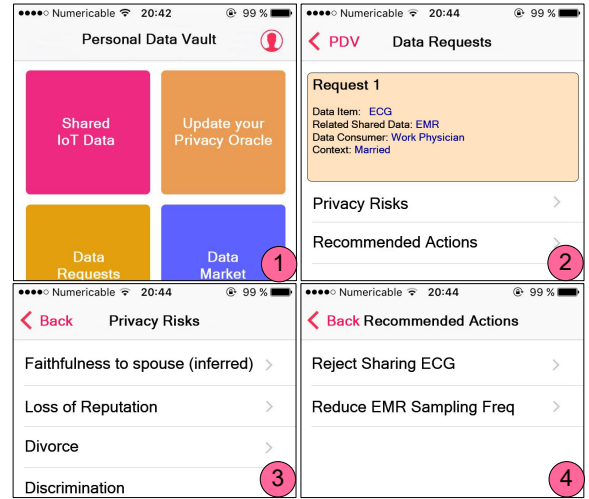 ●●●●○ Numericable 20:42 99 %
Personal Data Vault
Shared
IoT Data
Update your
Privacy Oracle
Data
Requests
Data
Market
1
●●●●○ Numericable 20:44 99 %
PDV Data Requests
Request 1
Data Item: ECG
Related Shared Data: EMR
Data Consumer: Work Physician
Context: Married
Privacy Risks
Recommended Actions
2
●●●●○ Numericable 20:44 99 %
Back Privacy Risks
Faithfulness to spouse (inferred)
Loss of Reputation
Divorce
Discrimination
3
●●●●○ Numericable 20:44 99 %
Back Recommended Actions
Reject Sharing ECG
Reduce EMR Sampling Freq
4